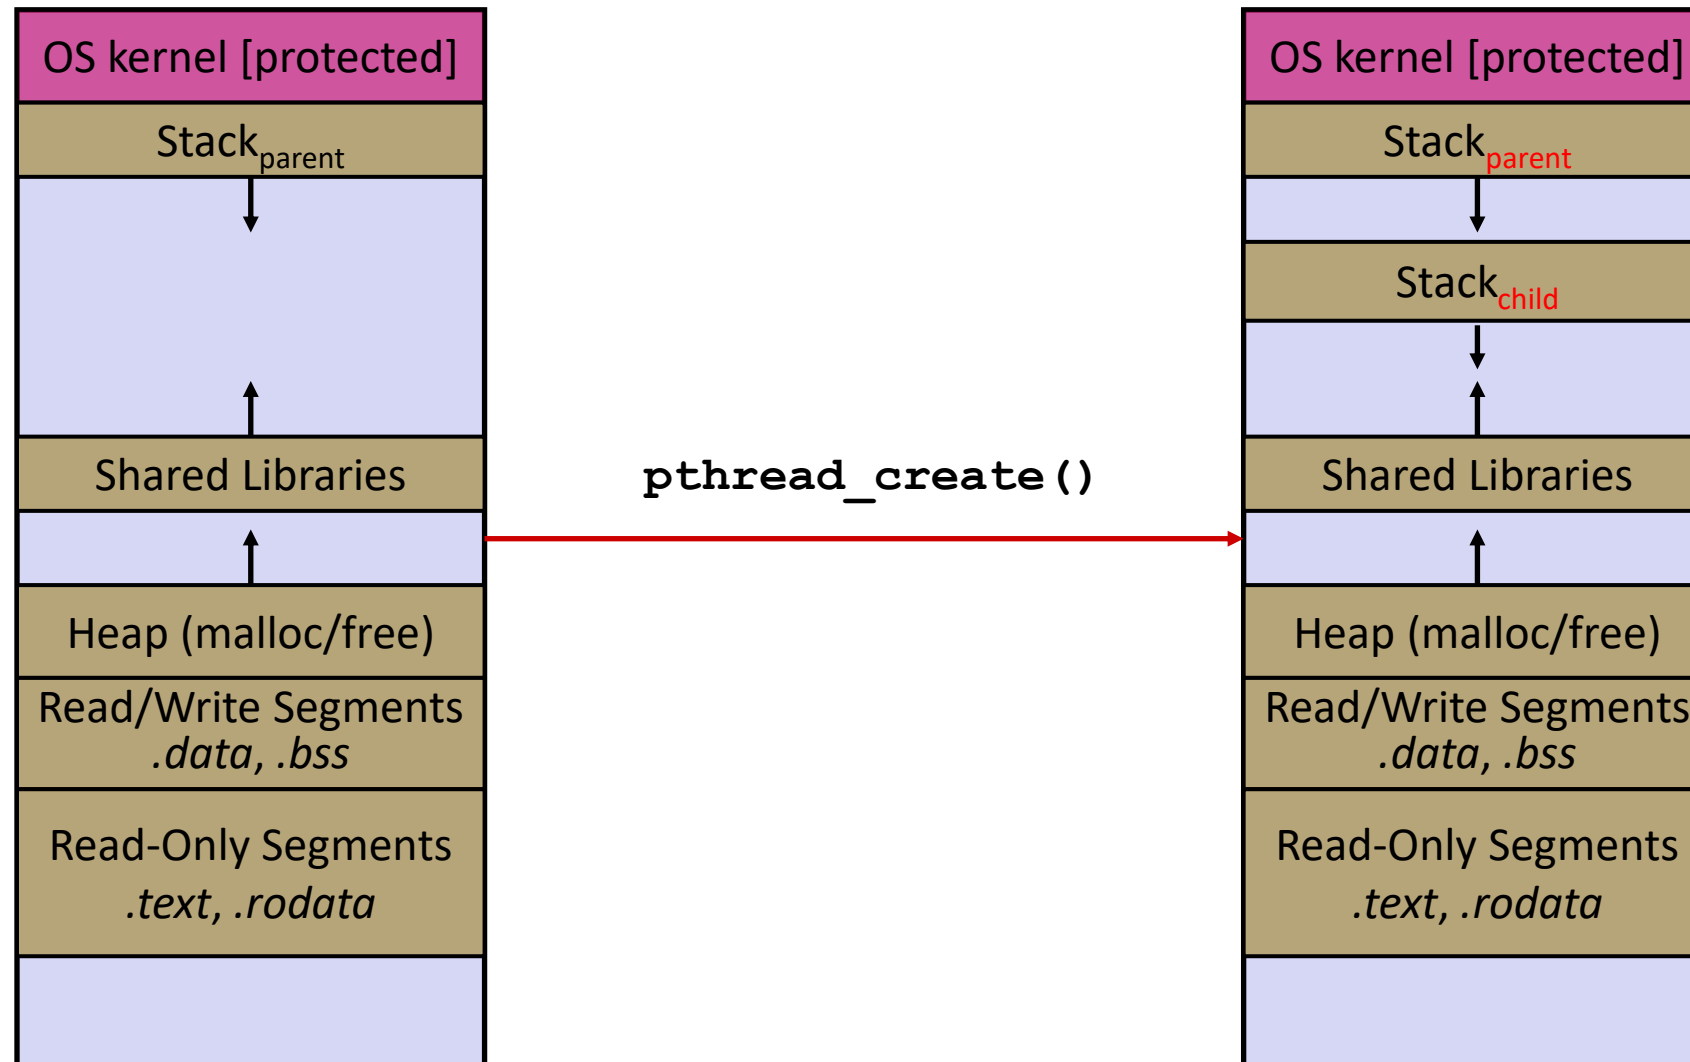 OS kernel [protected]
Stackparent
Shared Libraries
Heap (malloc/free)
Read/Write Segments
.data, .bss
Read-Only Segments
.text, .rodata
pthread_create()
OS kernel [protected]
Stackparent
Stackchild
Shared Libraries
Heap (malloc/free)
Read/Write Segments
.data, .bss
Read-Only Segments
.text, .rodata